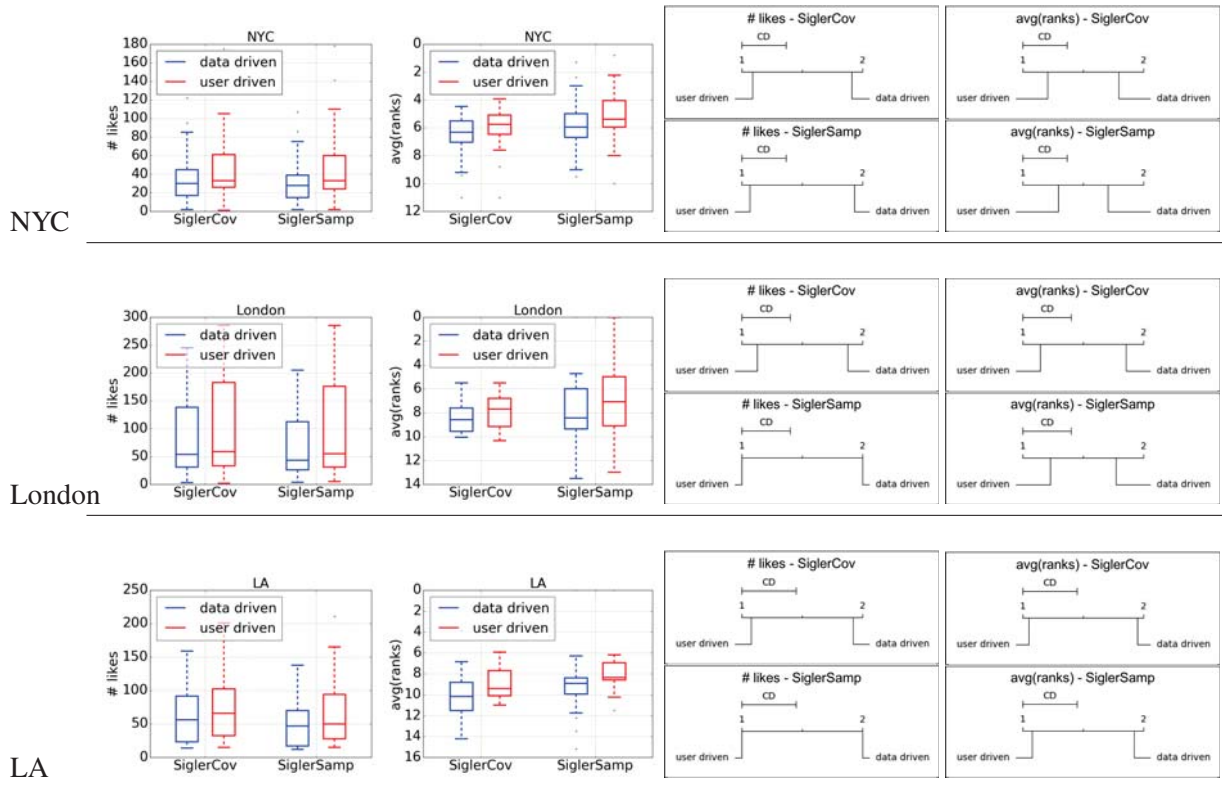 NYC
180
160
140
120
100
80
60
40
20
0
# likes
data driven
user driven
SiglerCov SiglerSamp
NYC
0
2
4
6
8
10
12
avg(ranks)
data driven
user driven
SiglerCov SiglerSamp
# likes - SiglerCov
CD
1 2
user driven data driven
# likes - SiglerSamp
CD
1 2
user driven data driven
avg(ranks) - SiglerCov
CD
1 2
user driven data driven
avg(ranks) - SiglerSamp
CD
1 2
user driven data driven
NYC
London
300
250
200
150
100
50
0
# likes
data driven
user driven
SiglerCov SiglerSamp
London
0
2
4
6
8
10
12
14
avg(ranks)
data driven
user driven
SiglerCov SiglerSamp
# likes - SiglerCov
CD
1 2
user driven data driven
# likes - SiglerSamp
CD
1 2
user driven data driven
avg(ranks) - SiglerCov
CD
1 2
user driven data driven
avg(ranks) - SiglerSamp
CD
1 2
user driven data driven
London
LA
250
200
150
100
50
0
# likes
data driven
user driven
SiglerCov SiglerSamp
LA
0
2
4
6
8
10
12
14
16
avg(ranks)
data driven
user driven
SiglerCov SiglerSamp
# likes - SiglerCov
CD
1 2
user driven data driven
# likes - SiglerSamp
CD
1 2
user driven data driven
avg(ranks) - SiglerCov
CD
1 2
user driven data driven
avg(ranks) - SiglerSamp
CD
1 2
user driven data driven
LA